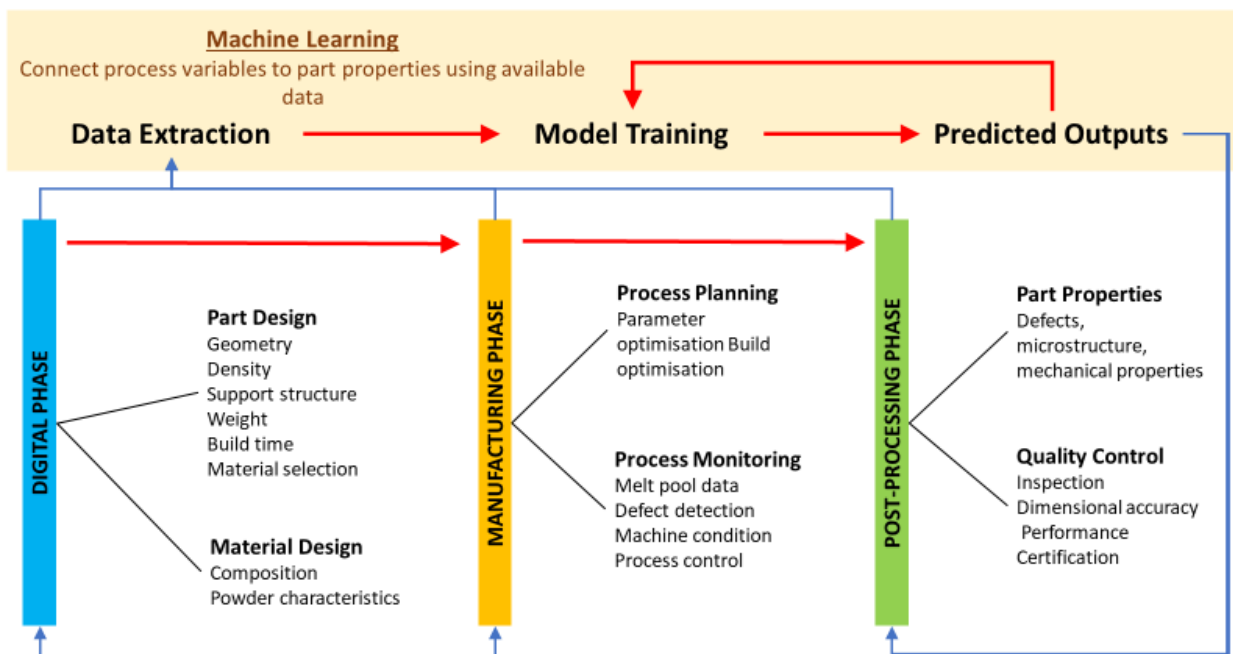 Machine Learning
Connect process variables to part properties using available
data
Data Extraction
Model Training
Predicted Outputs
DIGITAL PHASE
Part Design
Geometry
Density
Support structure
Weight
Build time
Material selection
Material Design
Composition
Powder characteristics
MANUFACTURING PHASE
Process Planning
Parameter
optimisation Build
optimisation
Process Monitoring
Melt pool data
Defect detection
Machine condition
Process control
POST-PROCESSING PHASE
Part Properties
Defects,
microstructure,
mechanical properties
Quality Control
Inspection
Dimensional accuracy
Performance
Certification